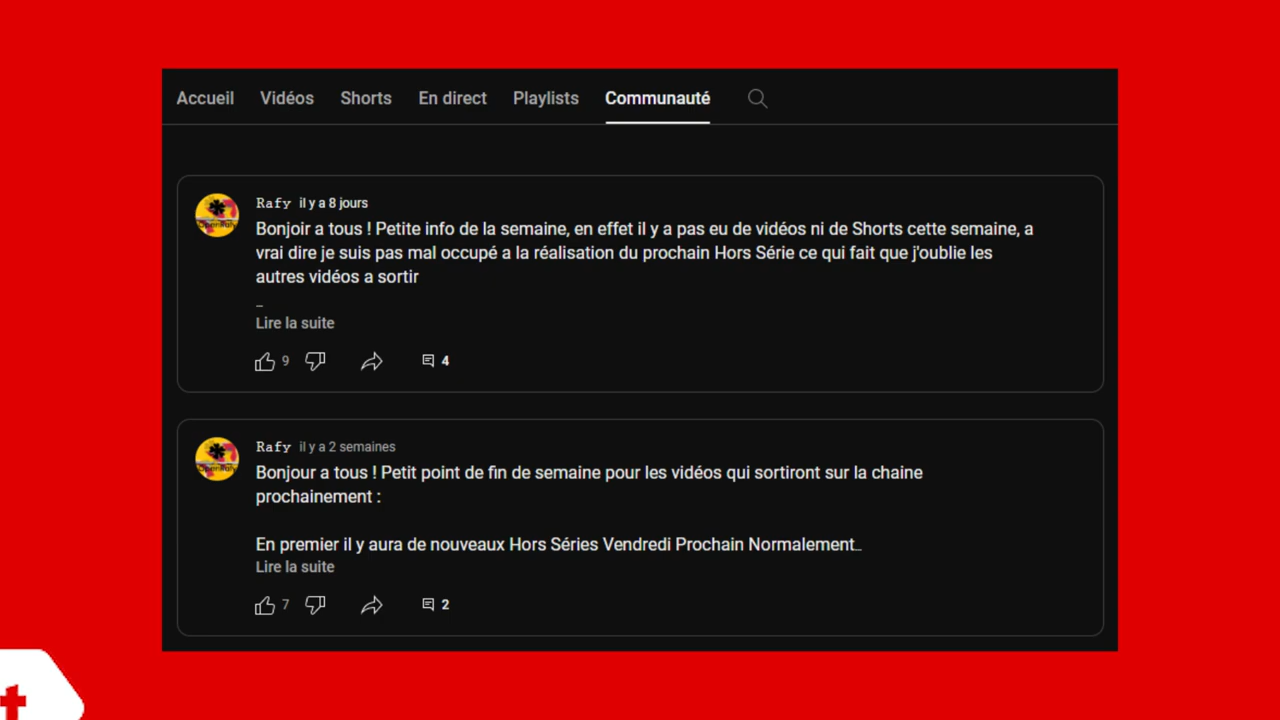 Accueil Vidéos Shorts En direct Playlists Communauté
Rafy il y a 8 jours
Bonjoir a tous ! Petite info de la semaine, en effet il y a pas eu de vidéos ni de Shorts cette semaine, a
vrai dire je suis pas mal occupé a la réalisation du prochain Hors Série ce qui fait que j'oublie les
autres vidéos a sortir
...
Lire la suite
9 4
Rafy il y a 2 semaines
Bonjour a tous ! Petit point de fin de semaine pour les vidéos qui sortiront sur la chaine
prochainement :
En premier il y aura de nouveaux Hors Séries Vendredi Prochain Normalement...
Lire la suite
7 2
t